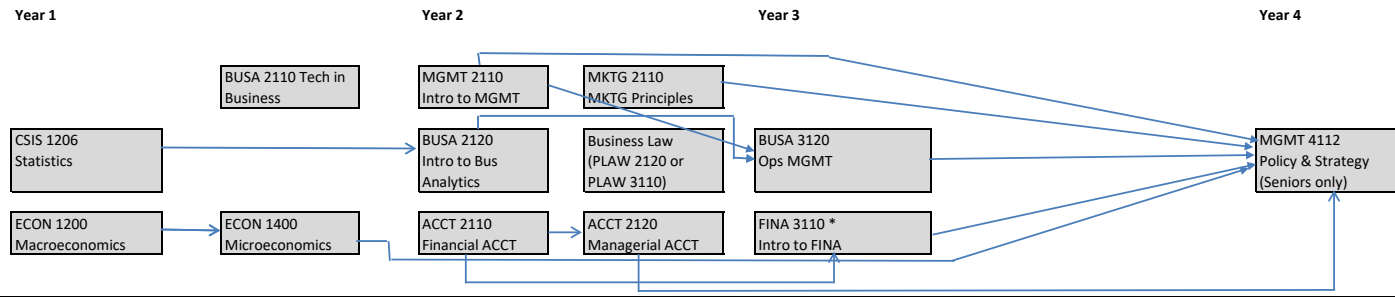 Year 1
Year 2
Year 3
Year 4
BUSA 2110 Tech in
Business
MGMT 2110
Intro to MGMT
MKTG 2110
MKTG Principles
CSIS 1206
Statistics
BUSA 2120
Intro to Bus
Analytics
Business Law
(PLAW 2120 or
PLAW 3110)
BUSA 3120
Ops MGMT
MGMT 4112
Policy & Strategy
(Seniors only)
ECON 1200
Macroeconomics
ECON 1400
Microeconomics
ACCT 2110
Financial ACCT
ACCT 2120
Managerial ACCT
FINA 3110 *
Intro to FINA